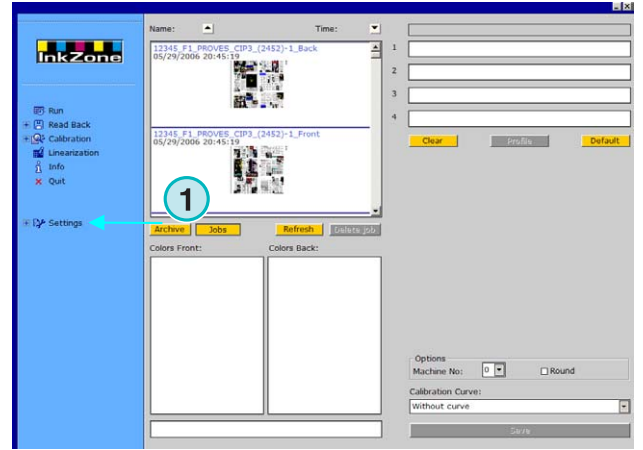 InkZone
Run
Read Back
Calibration
Linearization
Info
Quit
Settings
1
Name: Time:
12345_F1_PROVES_CIP3_(2452)-1_Back
05/29/2006 20:45:19
12345_F1_PROVES_CIP3_(2452)-1_Front
05/29/2006 20:45:19
Archive Jobs Refresh Delete Job
Colors Front: Colors Back:
1
2
3
4
Clear Profile Default
Options
Machine No: 0 Round
Calibration Curve:
Without curve
Save